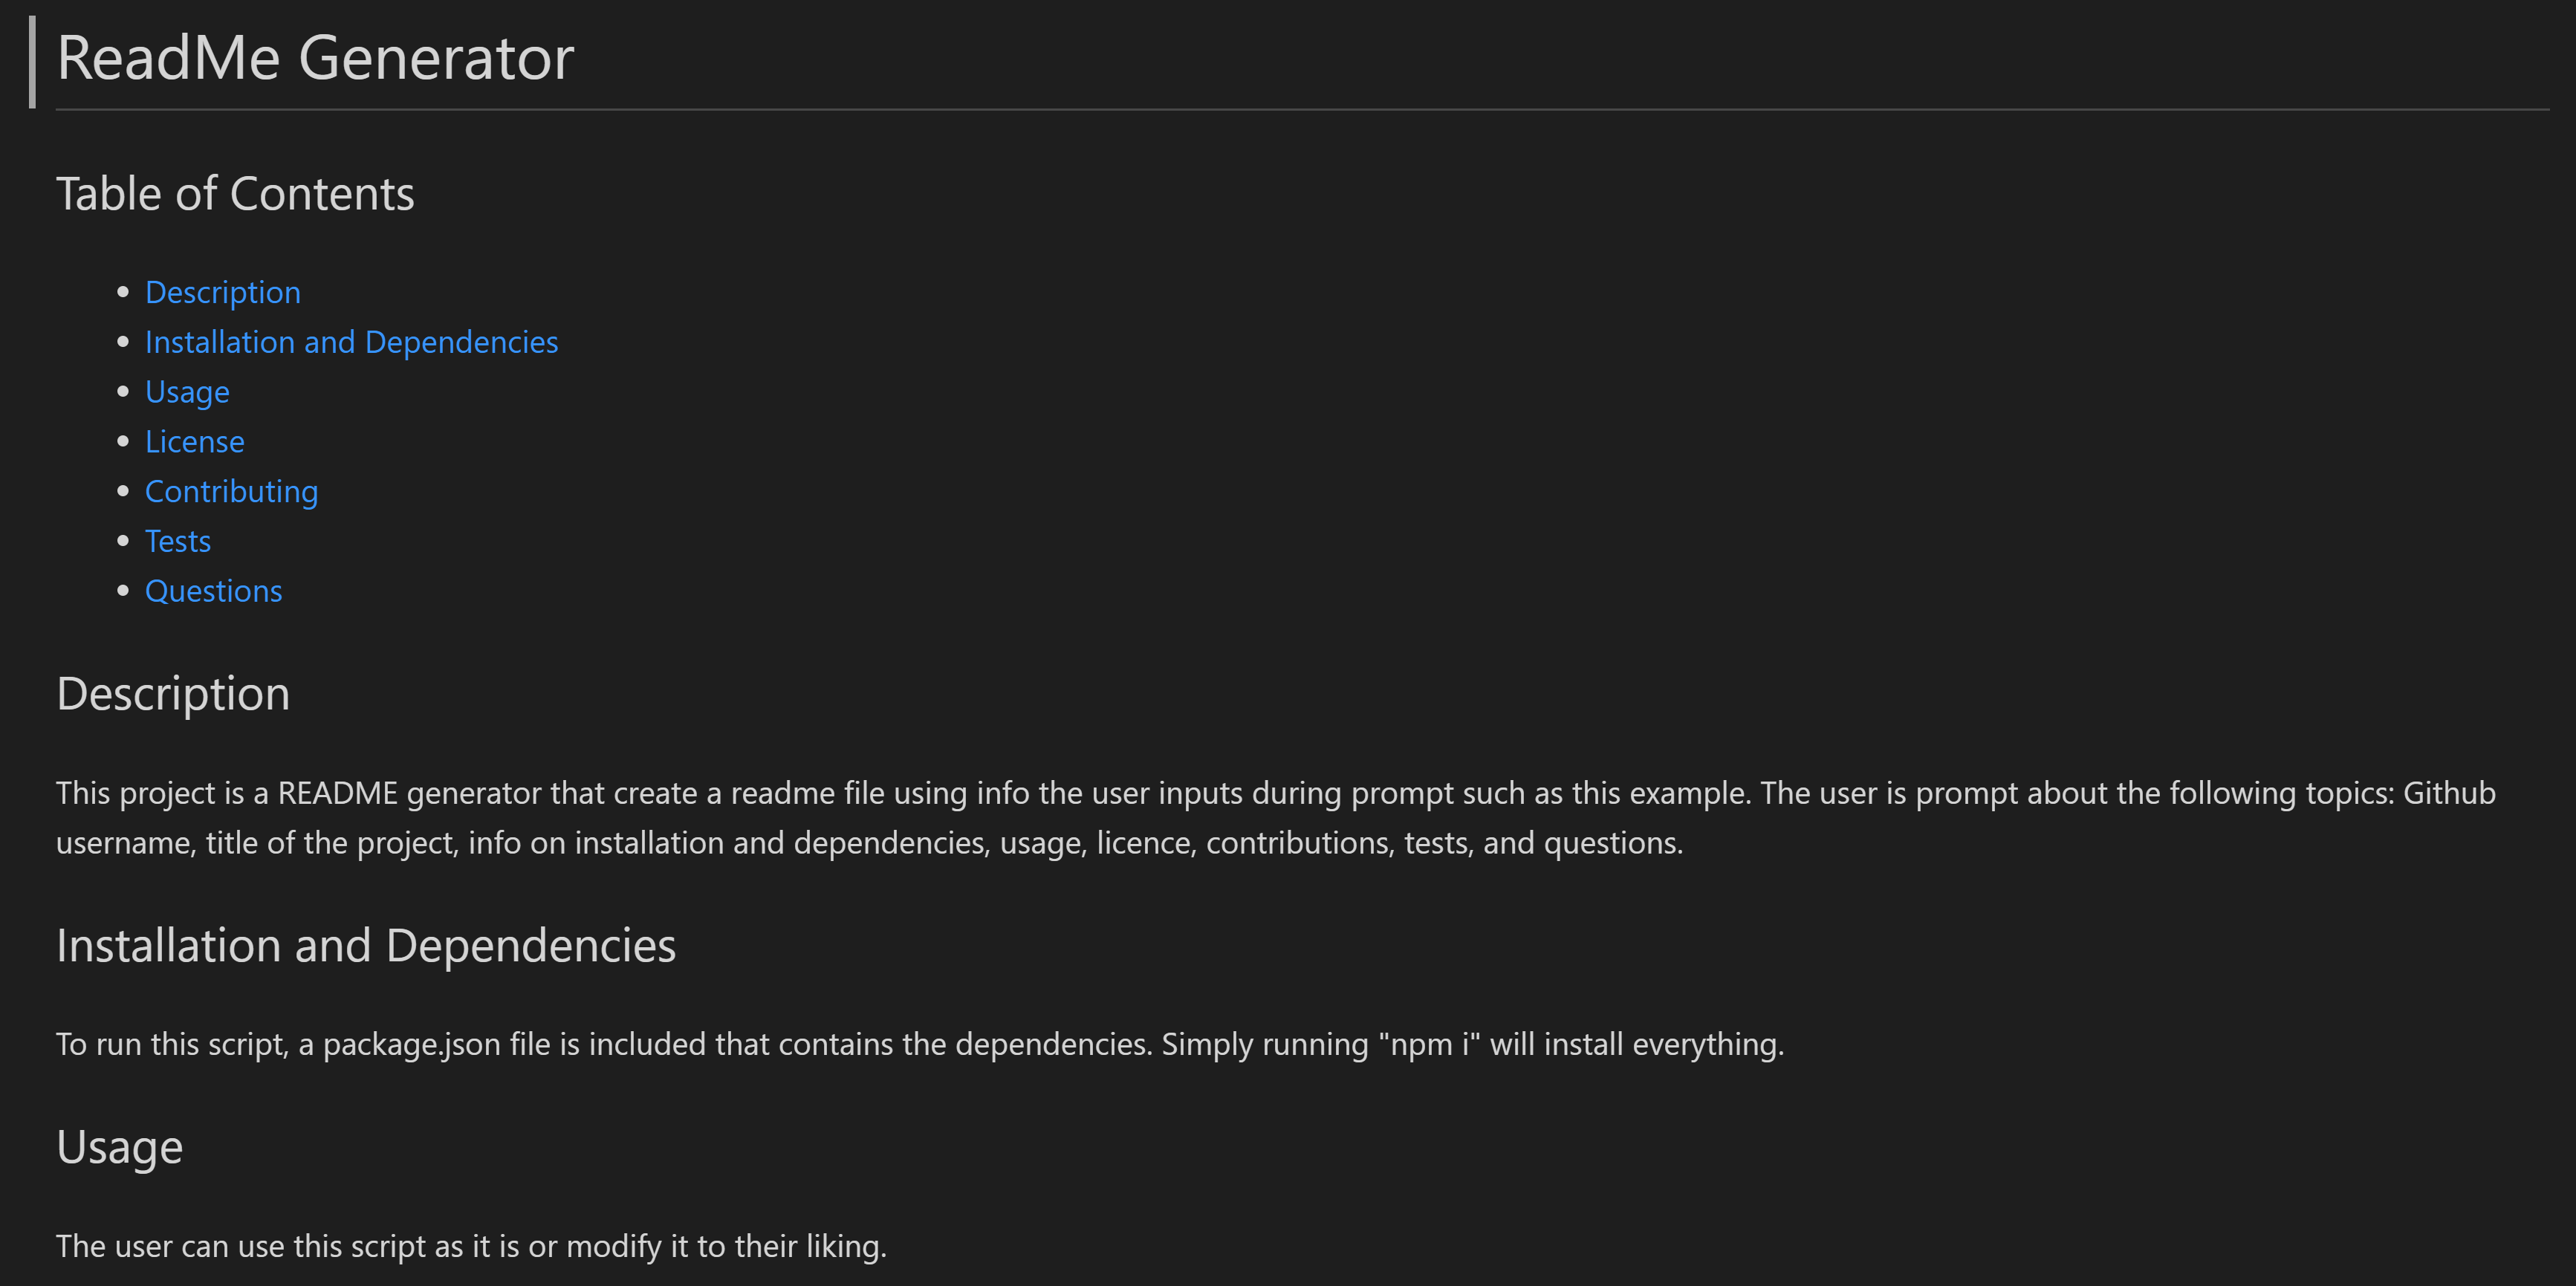 ReadMe Generator
Table of Contents
Description
Installation and Dependencies
Usage
License
Contributing
Tests
Questions
Description
This project is a README generator that create a readme file using info the user inputs during prompt such as this example. The user is prompt about the following topics: Github
username, title of the project, info on installation and dependencies, usage, licence, contributions, tests, and questions.
Installation and Dependencies
To run this script, a package.json file is included that contains the dependencies. Simply running "npm i" will install everything.
Usage
The user can use this script as it is or modify it to their liking.